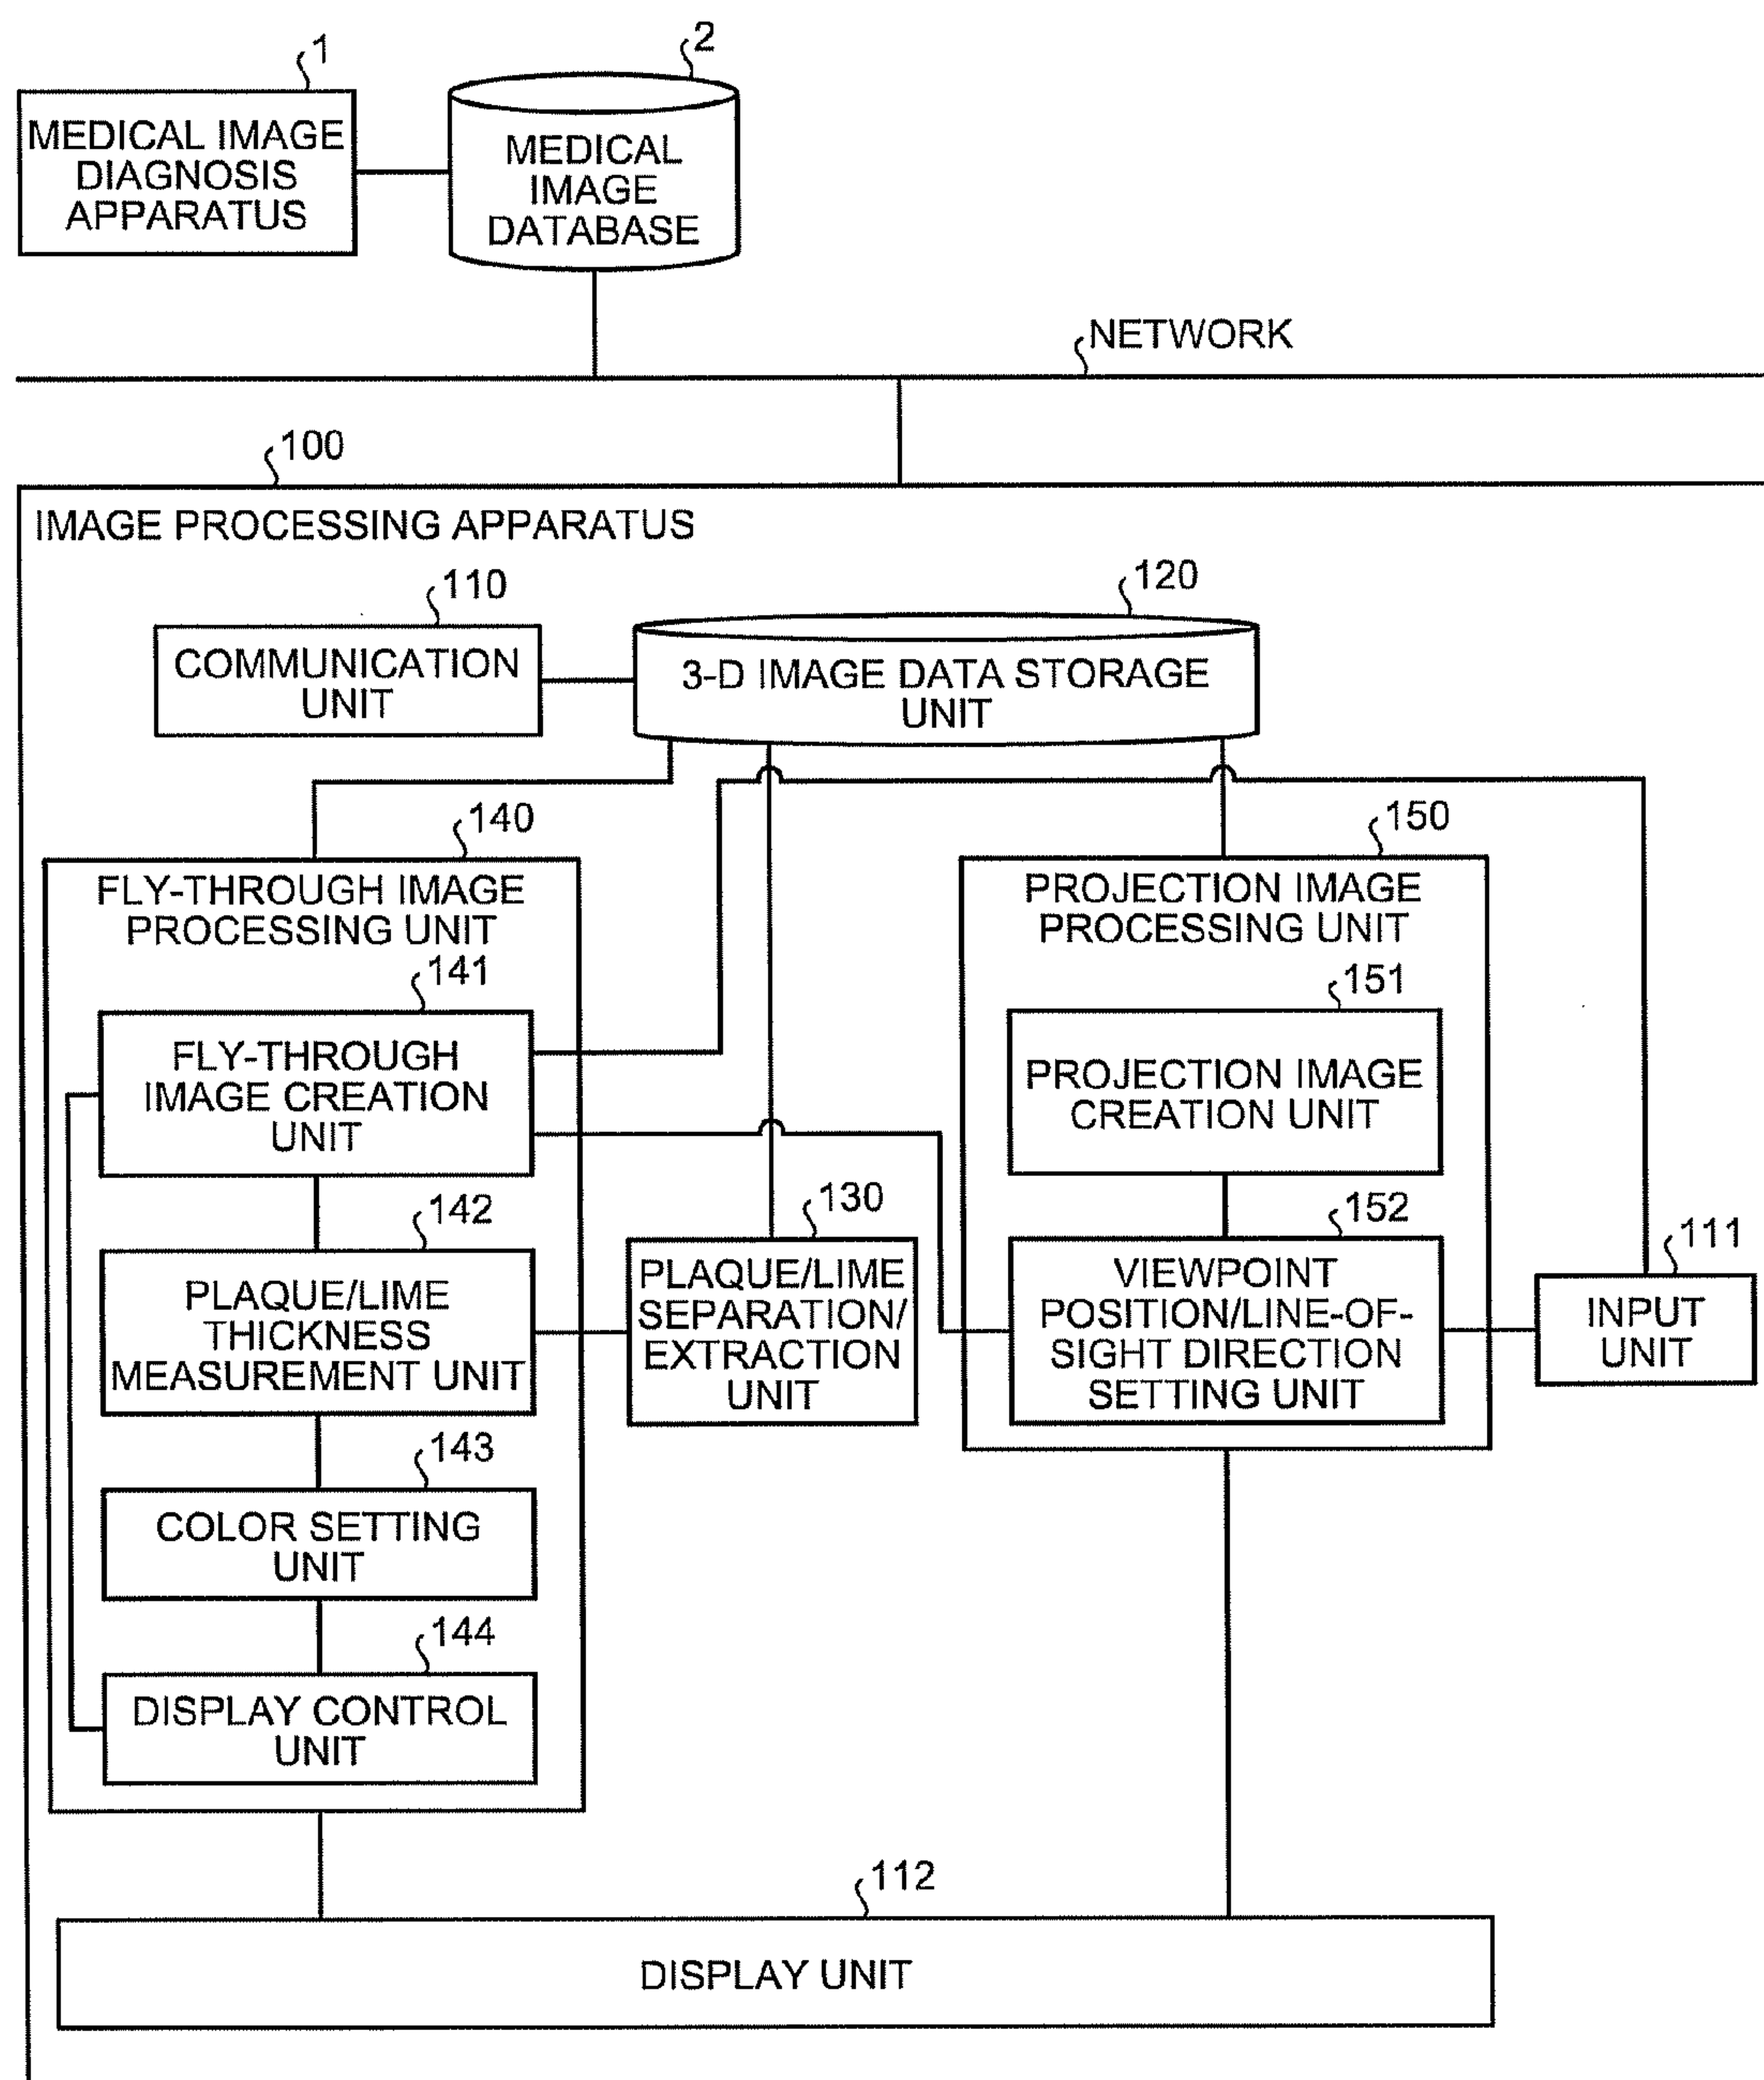 1
MEDICAL IMAGE
DIAGNOSIS
APPARATUS
2
MEDICAL
IMAGE
DATABASE
NETWORK
100
IMAGE PROCESSING APPARATUS
110
COMMUNICATION
UNIT
120
3-D IMAGE DATA STORAGE
UNIT
140
FLY-THROUGH IMAGE
PROCESSING UNIT
141
FLY-THROUGH
IMAGE CREATION
UNIT
142
PLAQUE/LIME
THICKNESS
MEASUREMENT UNIT
143
COLOR SETTING
UNIT
144
DISPLAY CONTROL
UNIT
130
PLAQUE/LIME
SEPARATION/
EXTRACTION
UNIT
150
PROJECTION IMAGE
PROCESSING UNIT
151
PROJECTION IMAGE
CREATION UNIT
152
VIEWPOINT
POSITION/LINE-OF-
SIGHT DIRECTION
SETTING UNIT
111
INPUT
UNIT
112
DISPLAY UNIT